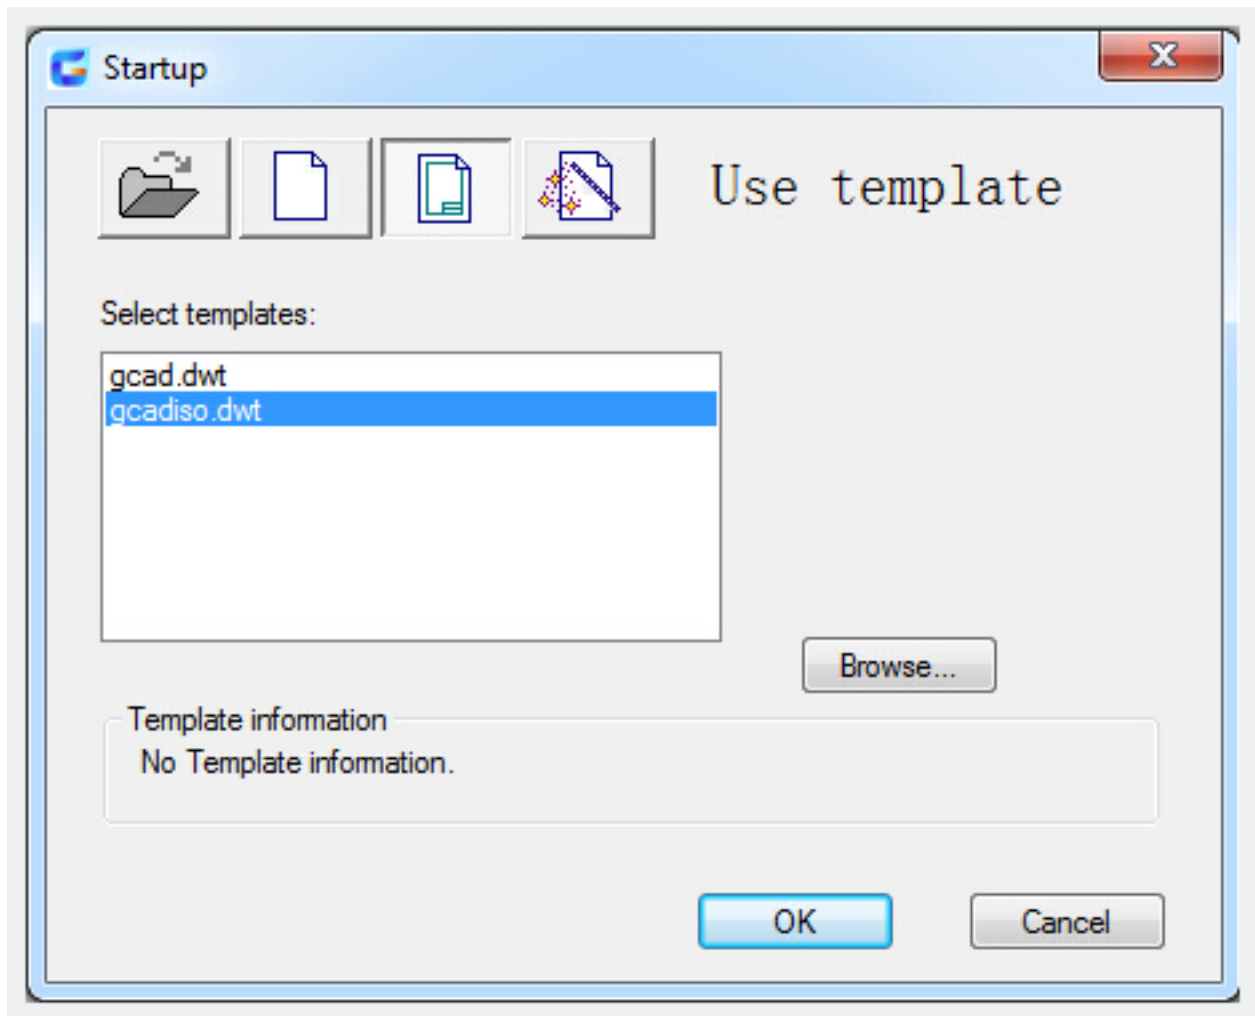 Startup
Use template
Select templates:
gcad.dwt
gcadiso.dwt
Browse...
Template information
No Template information.
OK
Cancel